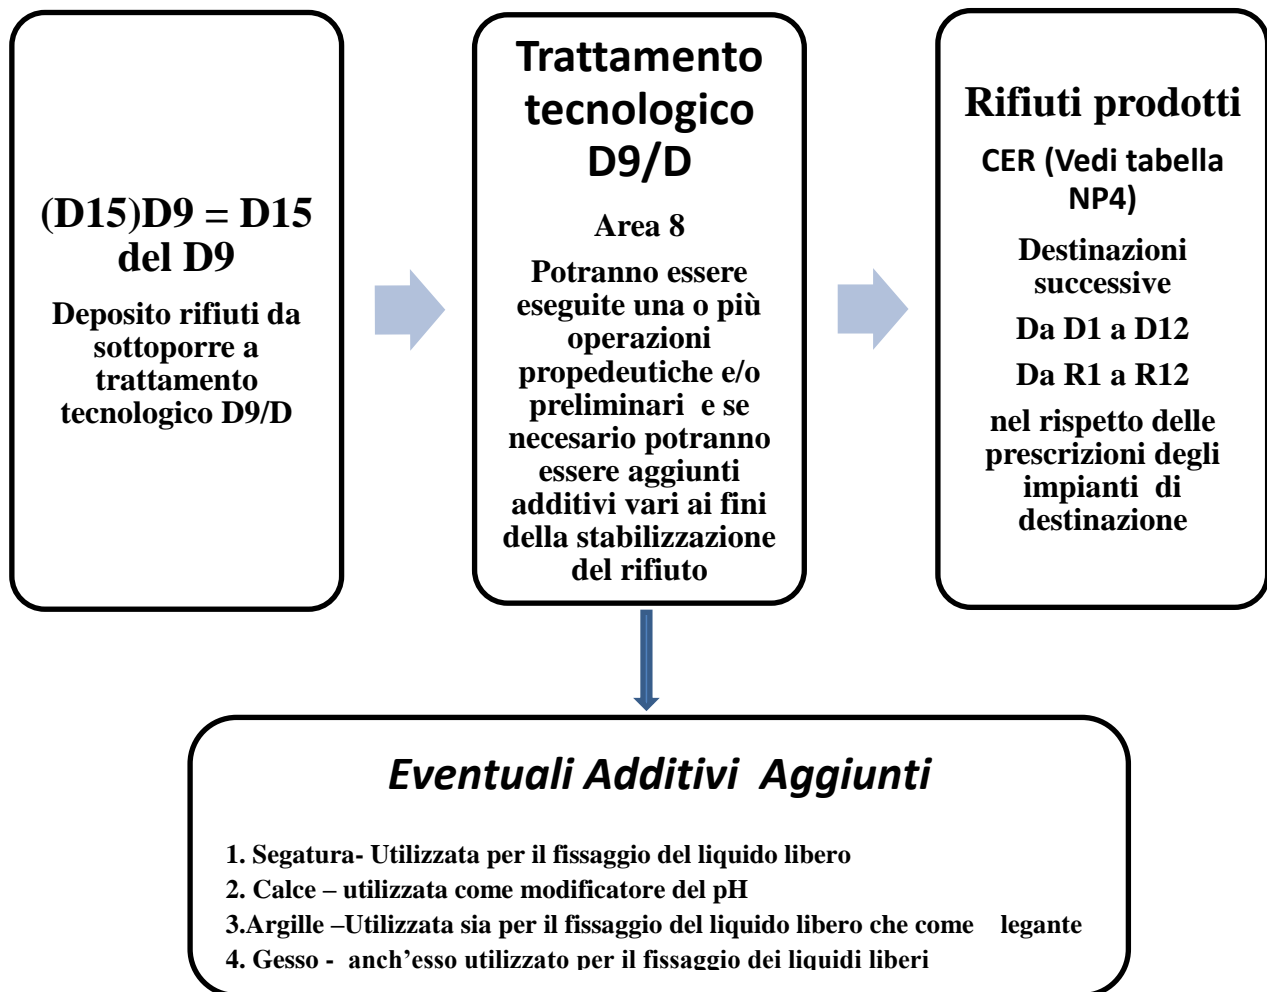 (D15)D9 = D15
del D9
Deposito rifiuti da
sottoporre a
trattamento
tecnologico D9/D
Trattamento
tecnologico
D9/D
Area 8
Potranno essere
eseguite una o più
operazioni
propedeutiche e/o
preliminari e se
necesario potranno
essere aggiunti
additivi vari ai fini
della stabilizzazione
del rifiuto
Rifiuti prodotti
CER (Vedi tabella
NP4)
Destinazioni
successive
Da D1 a D12
Da R1 a R12
nel rispetto delle
prescrizioni degli
impianti di
destinazione
Eventuali Additivi Aggiunti
1. Segatura- Utilizzata per il fissaggio del liquido libero
2. Calce – utilizzata come modificatore del pH
3.Argille –Utilizzata sia per il fissaggio del liquido libero che come legante
4. Gesso - anch'esso utilizzato per il fissaggio dei liquidi liberi